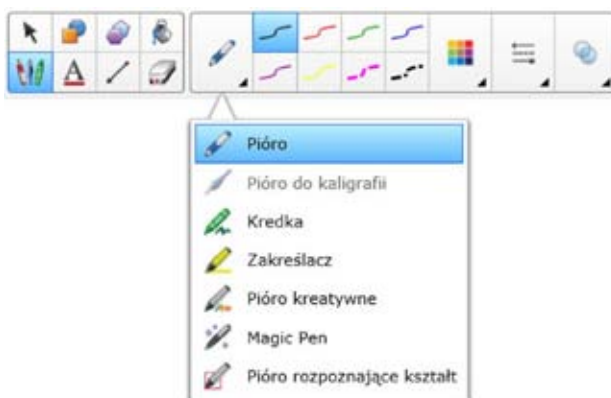 Pióro
Pióro do kaligrafii
Kredka
Zakreślacz
Pióro kreatywne
Magic Pen
Pióro rozpoznające kształt